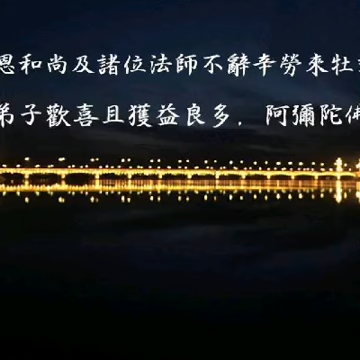 恩和尚及諸位法師不辭幸勞來牡
弟子歡喜且獲益良多，阿彌陀佛